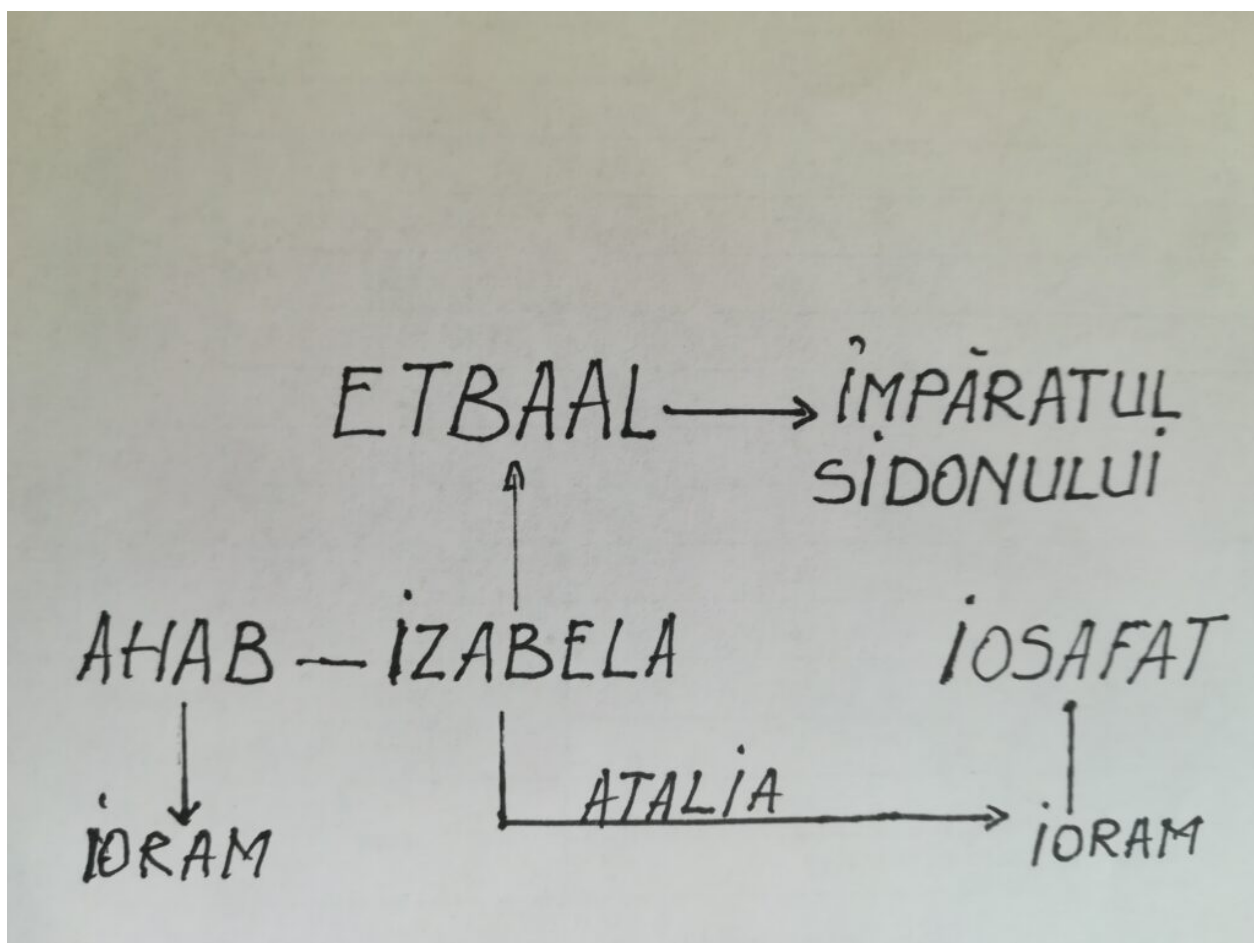 ETBAAL → ÎMPĂRATUL
SIDONULUI
AHAB — IZABELA
IOSAFAT
ATALIA
IORAM
IORAM